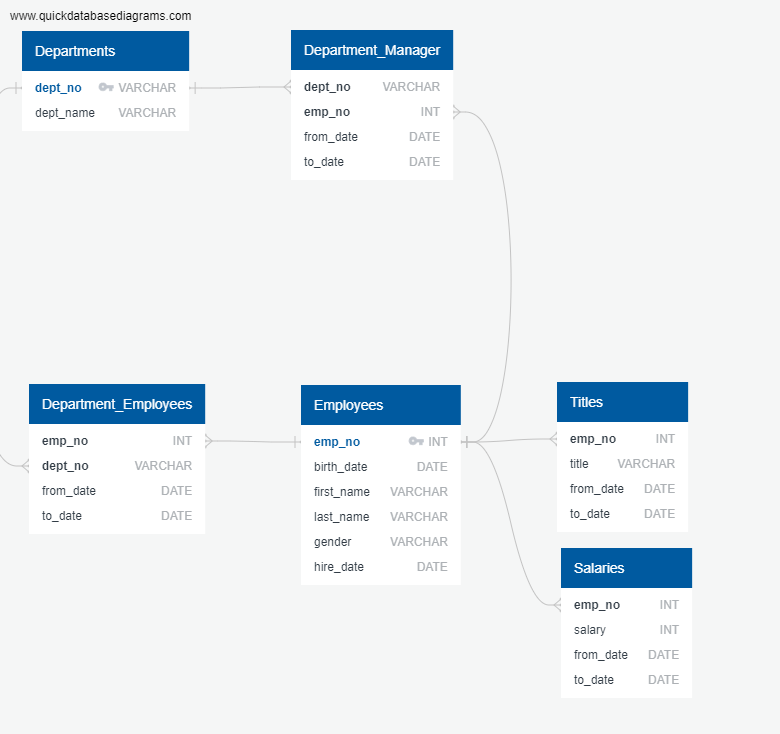 www.quickdatabasediagrams.com
Departments
dept_no VARCHAR
dept_name VARCHAR
Department_Manager
dept_no VARCHAR
emp_no INT
from_date DATE
to_date DATE
Department_Employees
emp_no INT
dept_no VARCHAR
from_date DATE
to_date DATE
Employees
emp_no INT
birth_date DATE
first_name VARCHAR
last_name VARCHAR
gender VARCHAR
hire_date DATE
Titles
emp_no INT
title VARCHAR
from_date DATE
to_date DATE
Salaries
emp_no INT
salary INT
from_date DATE
to_date DATE